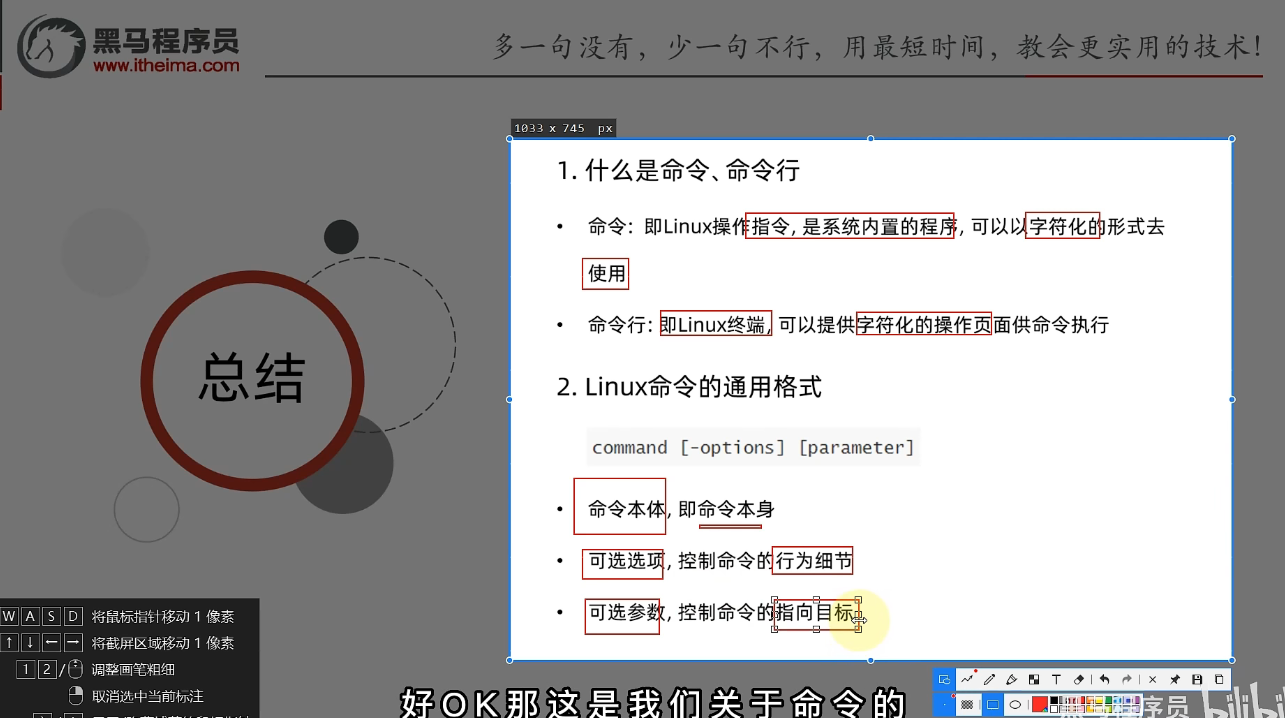 黑马程序员
www.itheima.com
多一句没有，少一句不行，用最短时间，教会更实用的技术！
1033 x 745 px
总结
1. 什么是命令、命令行
• 命令：即Linux操作指令，是系统内置的程序，可以以字符化的形式去
使用
• 命令行：即Linux终端，可以提供字符化的操作页面供命令执行
2. Linux命令的通用格式
command [-options] [parameter]
• 命令本体，即命令本身
• 可选选项，控制命令的行为细节
• 可选参数，控制命令的指向目标
W A S D 将鼠标指针移动 1 像素
↑ ↓ ← → 将截屏区域移动 1 像素
1 2 / 调整画笔粗细
取消选中当前标注
好OK那这是我们关于命令的
程序员 bilibili